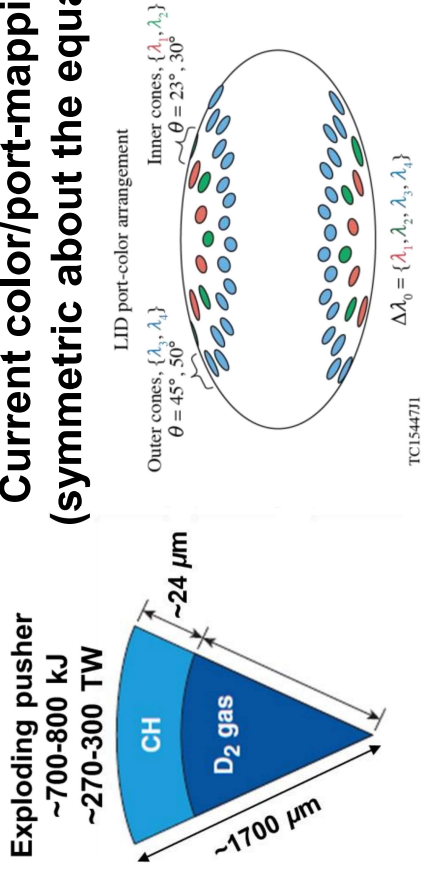 Exploding pusher
~700-800 kJ
~270-300 TW
CH
~24 µm
D₂ gas
~1700 µm
Current color/port-mappi
(symmetric about the equa
LID port-color arrangement
Outer cones, {λ₃, λ₄}
θ = 45°, 50°
Inner cones, {λ₁, λ₂}
θ = 23°, 30°
Δλ₀ = {λ₁, λ₂, λ₃, λ₄}
TC15447J1